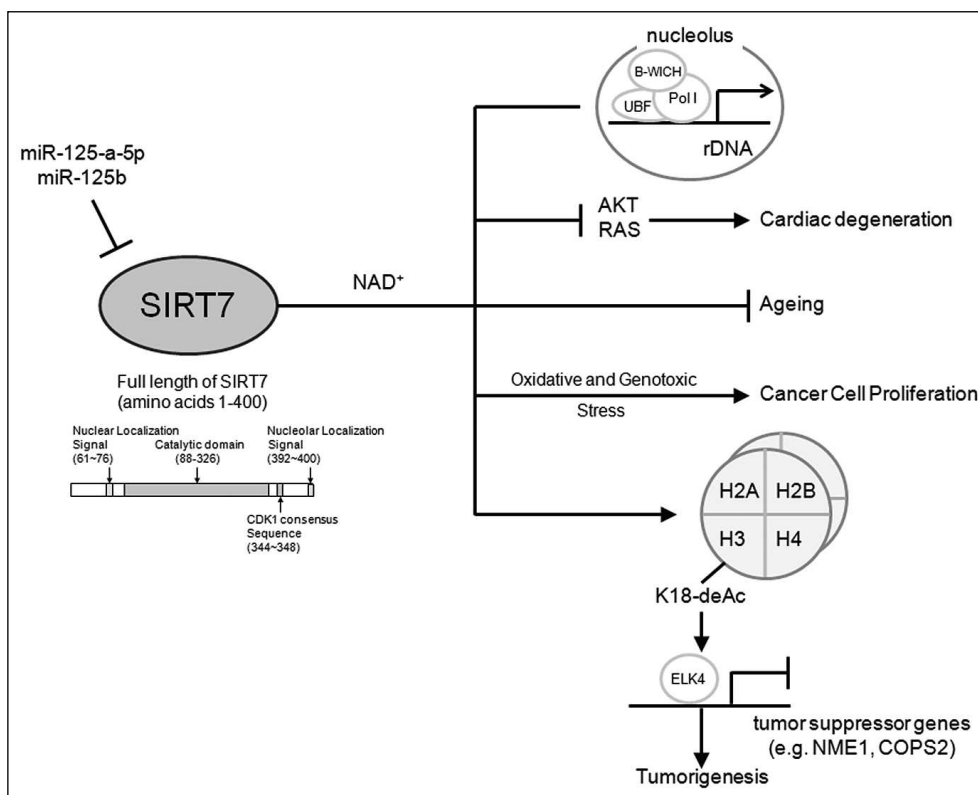 nucleolus
B-WICH
UBF
Pol I
rDNA
miR-125-a-5p
miR-125b
AKT
RAS
Cardiac degeneration
SIRT7
NAD⁺
Ageing
Full length of SIRT7
(amino acids 1-400)
Oxidative and Genotoxic
Stress
Cancer Cell Proliferation
Nuclear Localization
Signal
(61~76)
Catalytic domain
(88-326)
Nucleolar Localization
Signal
(392~400)
CDK1 consensus
Sequence
(344~348)
H2A
H2B
H3
H4
K18-deAc
ELK4
tumor suppressor genes
(e.g. NME1, COPS2)
Tumorigenesis